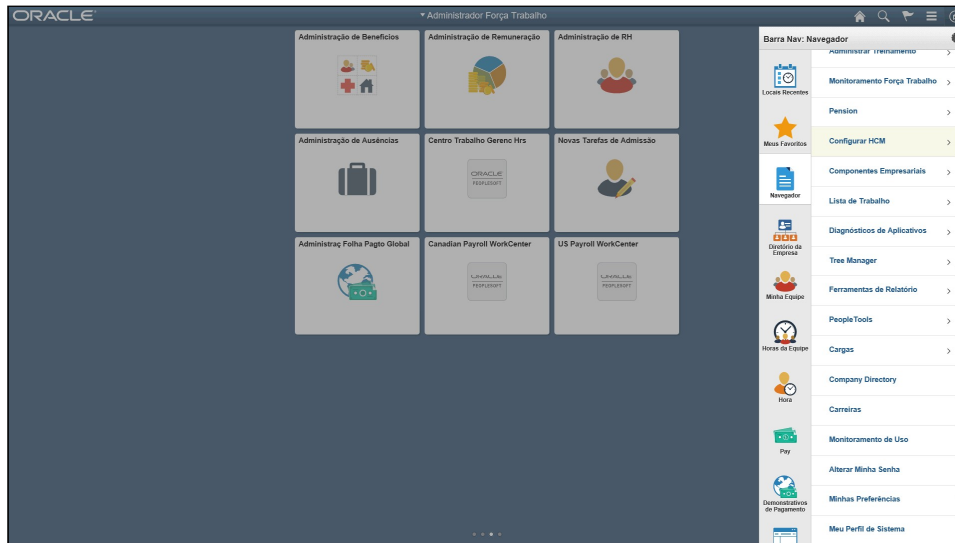 ORACLE
Administrador Força Trabalho
Administração de Benefícios
Administração de Remuneração
Administração de RH
Administração de Ausências
Centro Trabalho Gerenc Hrs
ORACLE
PEOPLESOFT
Novas Tarefas de Admissão
Administraç Folha Pagto Global
Canadian Payroll WorkCenter
ORACLE
PEOPLESOFT
US Payroll WorkCenter
ORACLE
PEOPLESOFT
Barra Nav: Navegador
Locais Recentes
Meus Favoritos
Navegador
Diretório da
Empresa
Minha Equipe
Horas da Equipe
Hora
Pay
Demonstrativos
de Pagamento
Administrar Treinamento
Monitoramento Força Trabalho
Pension
Configurar HCM
Componentes Empresariais
Lista de Trabalho
Diagnósticos de Aplicativos
Tree Manager
Ferramentas de Relatório
PeopleTools
Cargas
Company Directory
Carreiras
Monitoramento de Uso
Alterar Minha Senha
Minhas Preferências
Meu Perfil de Sistema